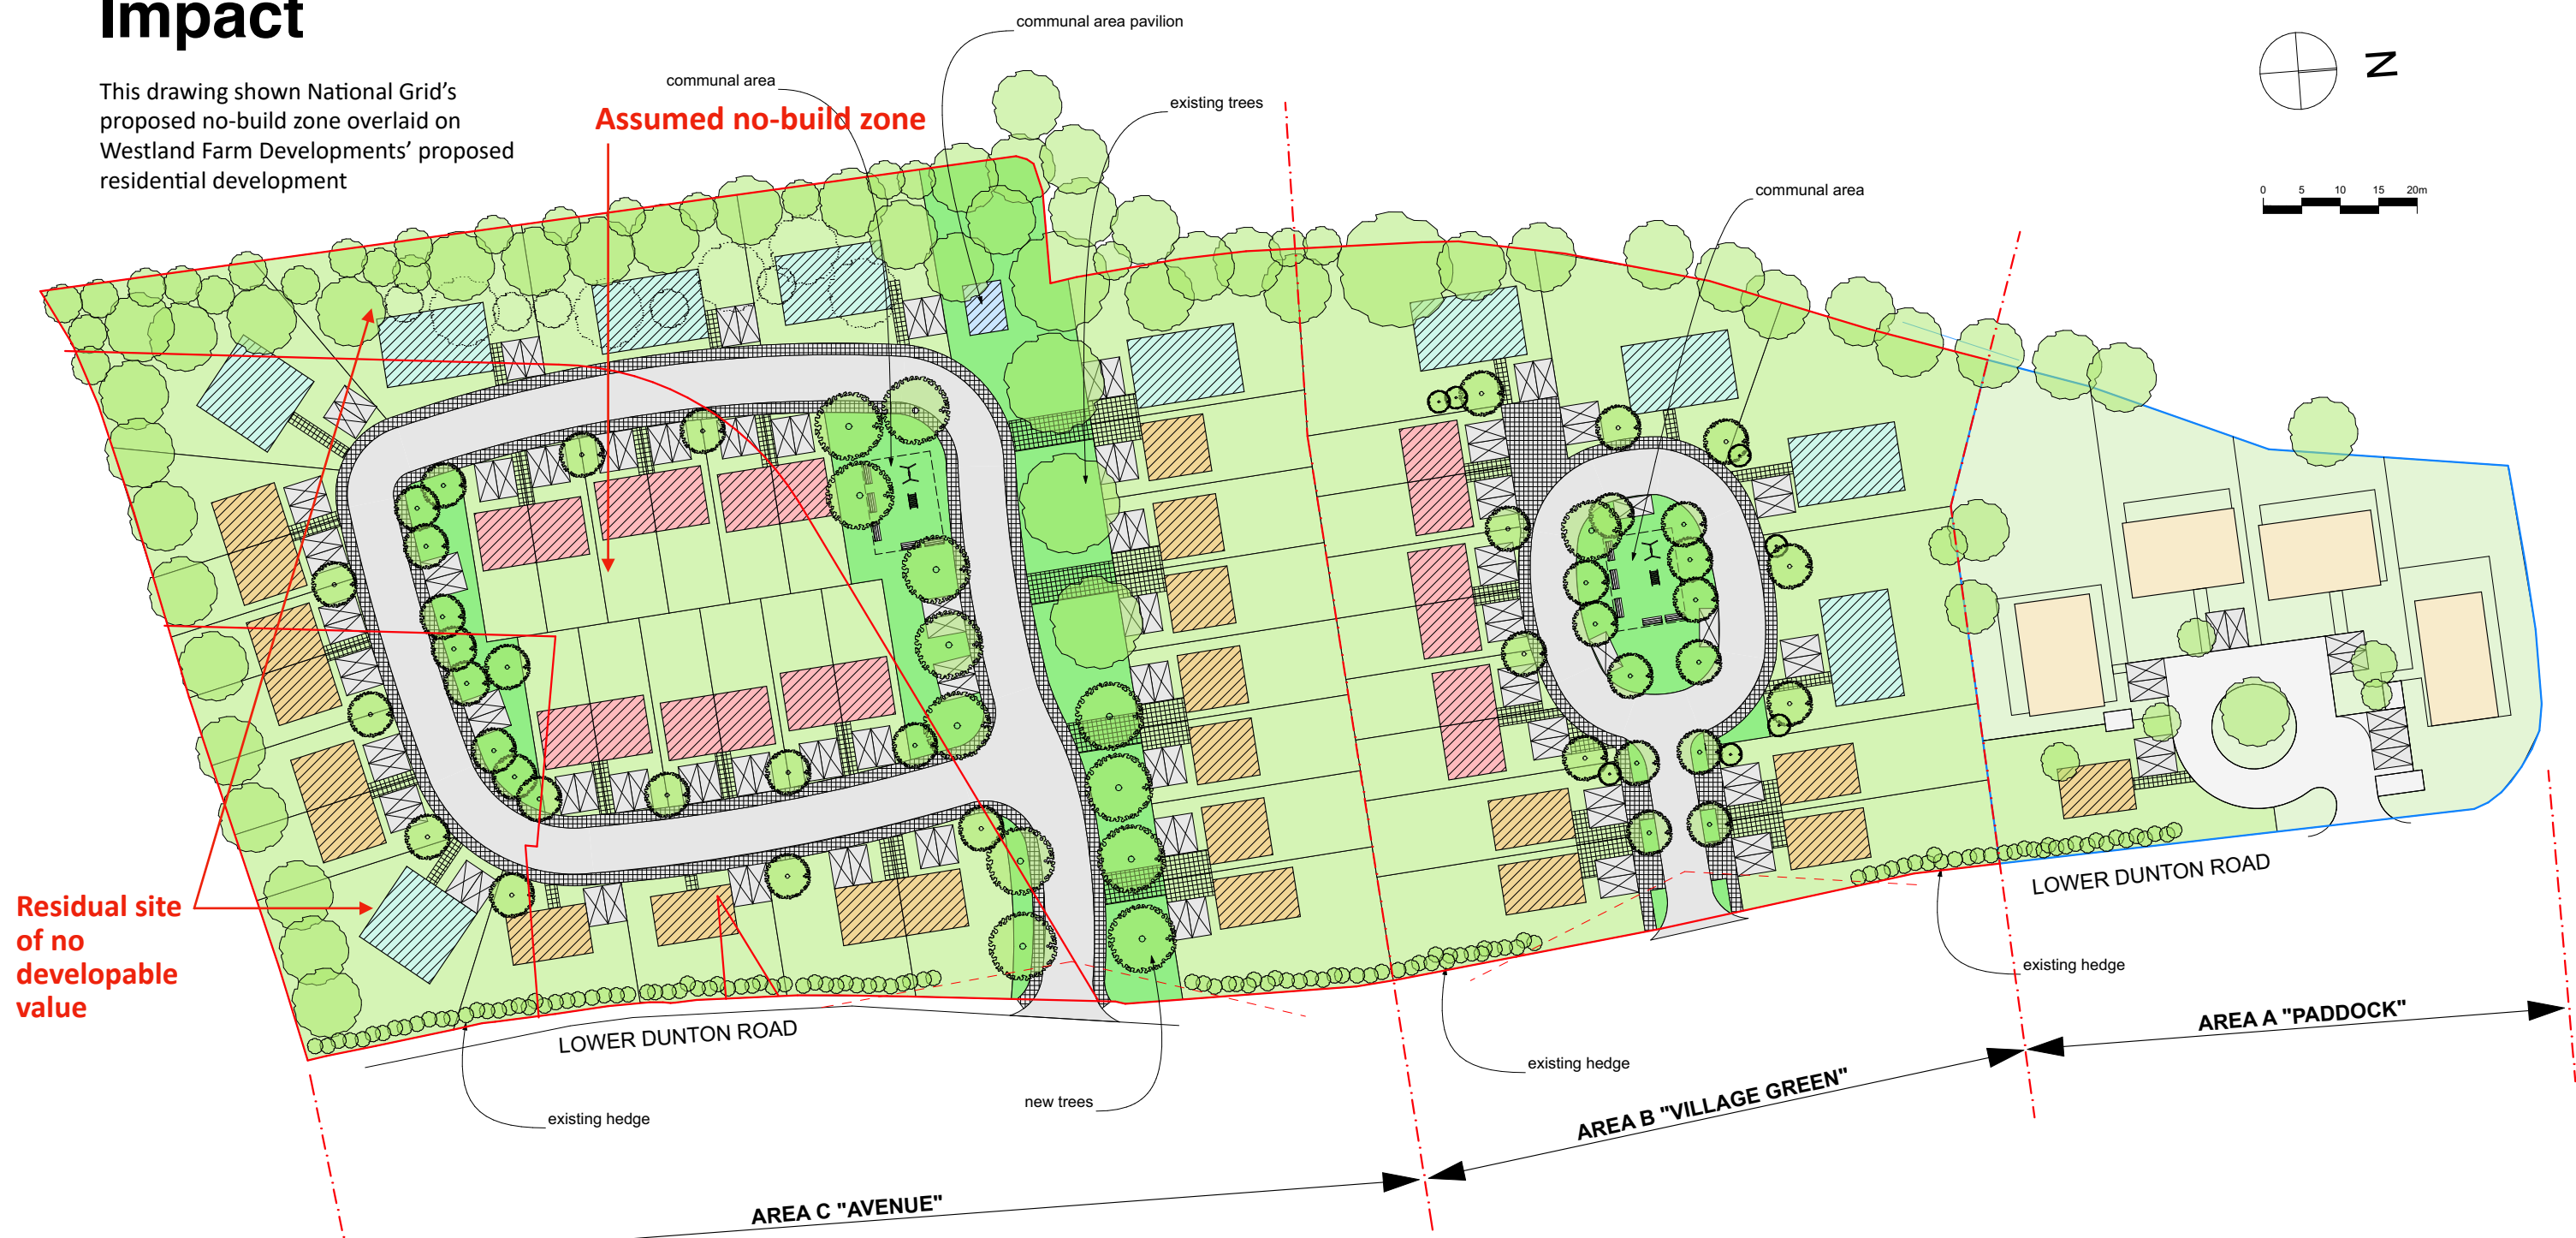 Impact
This drawing shown National Grid’s
proposed no-build zone overlaid on
Westland Farm Developments’ proposed
residential development
communal area pavilion
communal area
Assumed no-build zone
existing trees
communal area
N
0 5 10 15 20m
Residual site
of no
developable
value
LOWER DUNTON ROAD
LOWER DUNTON ROAD
existing hedge
existing hedge
existing hedge
new trees
AREA A "PADDOCK"
AREA B "VILLAGE GREEN"
AREA C "AVENUE"